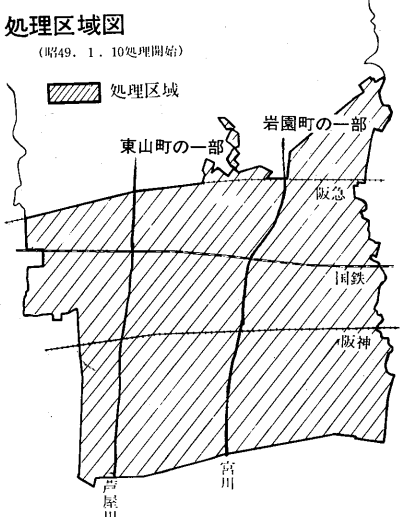 処理区域図
(昭49. 1. 10処理開始)
処理区域
岩園町の一部
東山町の一部
阪急
国鉄
阪神
宮川
芦屋川